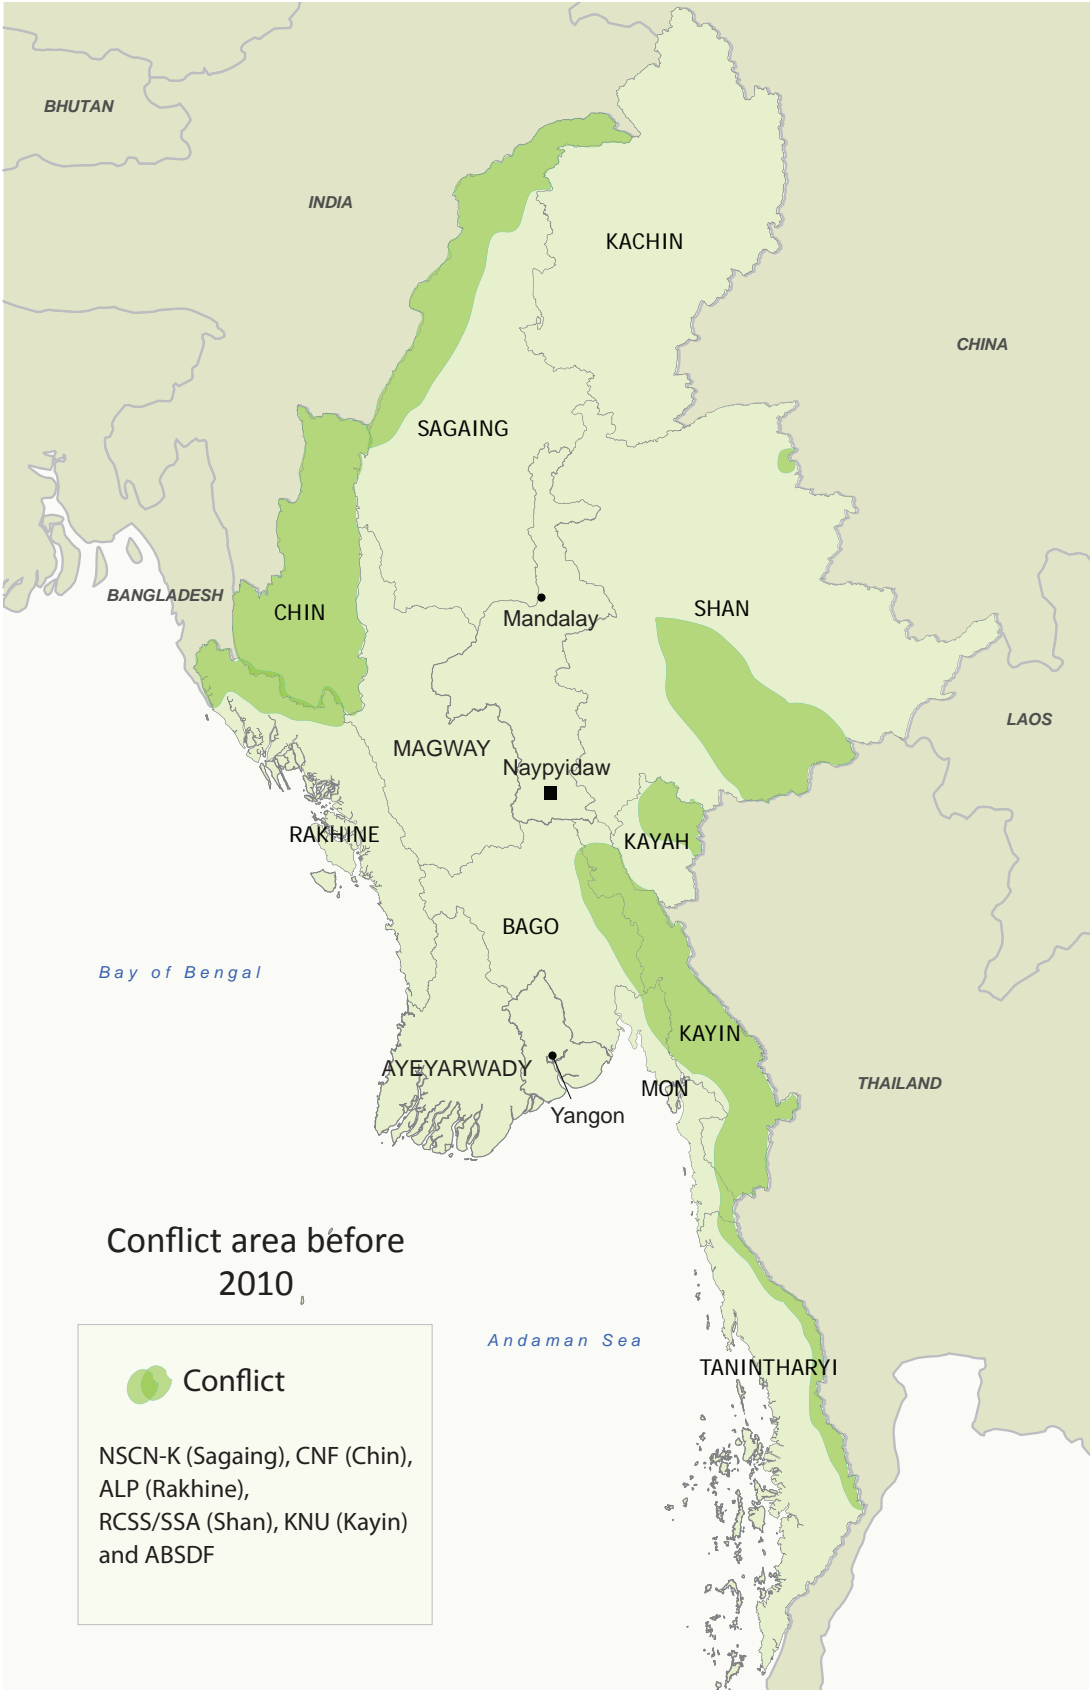 BHUTAN
INDIA
KACHIN
CHINA
SAGAING
BANGLADESH
CHIN
Mandalay
SHAN
LAOS
MAGWAY
Naypyidaw
RAKHINE
KAYAH
BAGO
Bay of Bengal
KAYIN
AYEYARWADY
MON
THAILAND
Yangon
Conflict area before
2010
Andaman Sea
TANINTHARYI
Conflict
NSCN-K (Sagaing), CNF (Chin),
ALP (Rakhine),
RCSS/SSA (Shan), KNU (Kayin)
and ABSDF